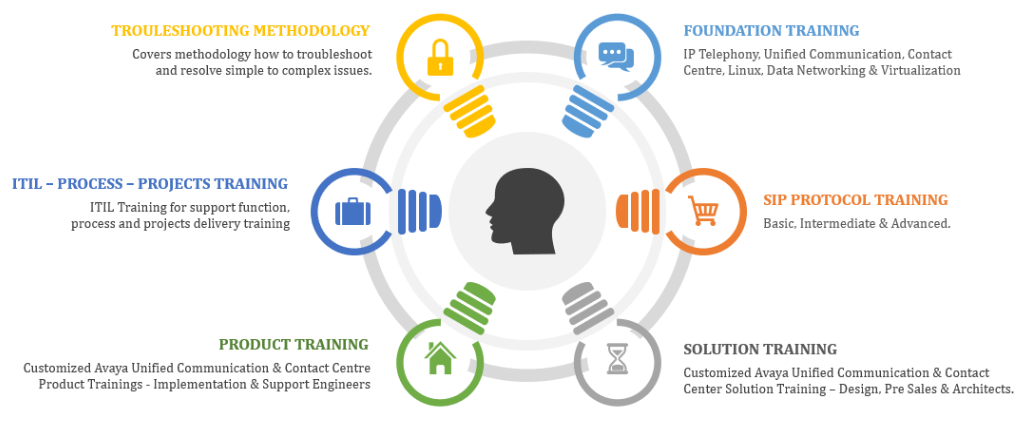 TROULESHOOTING METHODOLOGY
Covers methodology how to troubleshoot
and resolve simple to complex issues.
FOUNDATION TRAINING
IP Telephony, Unified Communication, Contact
Centre, Linux, Data Networking & Virtualization
ITIL – PROCESS – PROJECTS TRAINING
ITIL Training for support function,
process and projects delivery training
SIP PROTOCOL TRAINING
Basic, Intermediate & Advanced.
PRODUCT TRAINING
Customized Avaya Unified Communication & Contact Centre
Product Trainings - Implementation & Support Engineers
SOLUTION TRAINING
Customized Avaya Unified Communication & Contact
Center Solution Training – Design, Pre Sales & Architects.